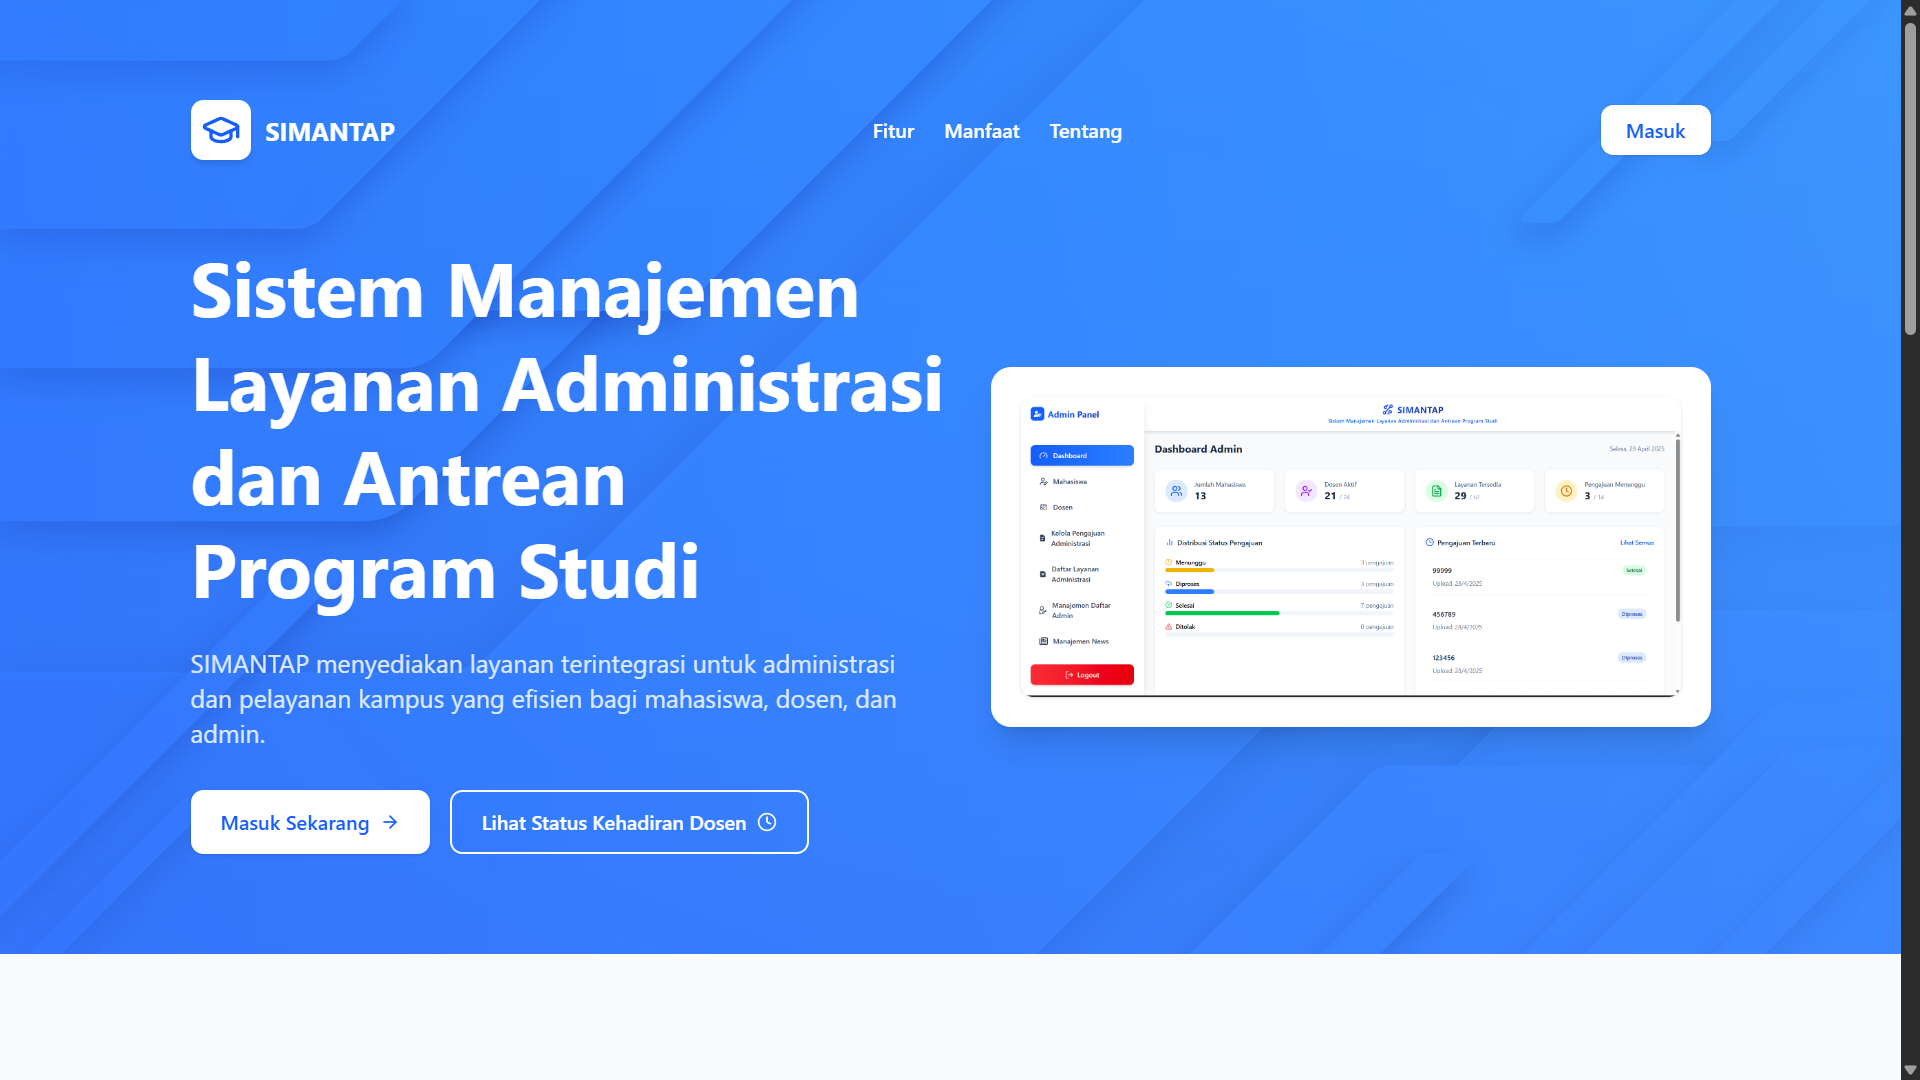 SIMANTAP
Fitur
Manfaat
Tentang
Masuk
Sistem Manajemen
Layanan Administrasi
dan Antrean
Program Studi
SIMANTAP menyediakan layanan terintegrasi untuk administrasi
dan pelayanan kampus yang efisien bagi mahasiswa, dosen, dan
admin.
Masuk Sekarang
Lihat Status Kehadiran Dosen
Admin Panel
Dashboard
Mahasiswa
Dosen
Kelola Pengajuan
Administrasi
Daftar Layanan
Administrasi
Manajemen Daftar
Admin
Manajemen News
Logout
SIMANTAP
Sistem Manajemen Layanan Administrasi dan Antrean Program Studi
Dashboard Admin
Selasa, 29 April 2025
Jumlah Mahasiswa
13
Dosen Aktif
21 / 34
Layanan Tersedia
29 / 52
Pengajuan Menunggu
3 / 14
Distribusi Status Pengajuan
Menunggu 3 pengajuan
Diproses 3 pengajuan
Selesai 7 pengajuan
Ditolak 0 pengajuan
Pengajuan Terbaru
Lihat Semua
99999 Selesai
Upload: 28/4/2025
456789 Diproses
Upload: 28/4/2025
123456 Diproses
Upload: 28/4/2025